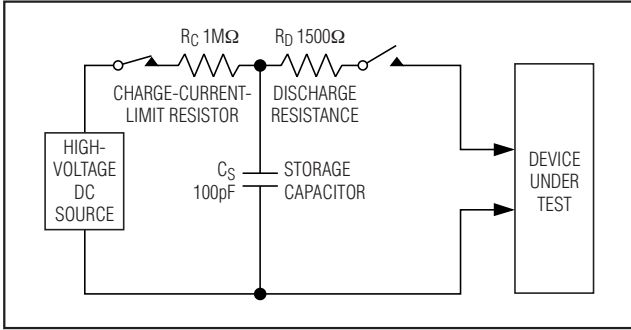 R_C 1MΩ
CHARGE-CURRENT-
LIMIT RESISTOR
R_D 1500Ω
DISCHARGE
RESISTANCE
HIGH-
VOLTAGE
DC
SOURCE
C_S
100pF
STORAGE
CAPACITOR
DEVICE
UNDER
TEST